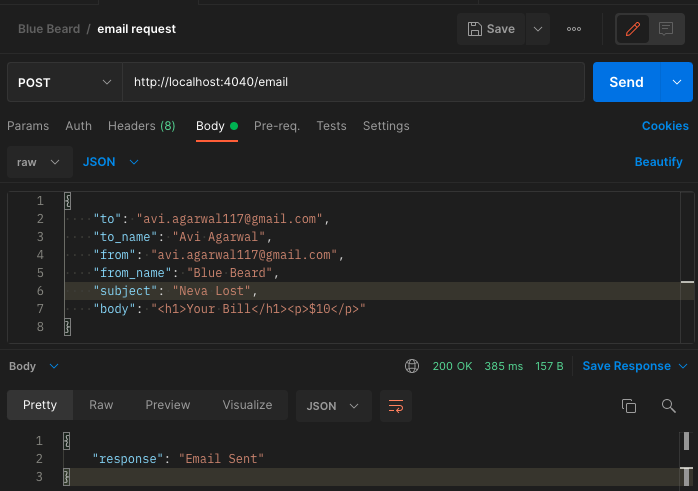 Blue Beard / email request
Save
POST http://localhost:4040/email Send
Params Auth Headers (8) Body Pre-req. Tests Settings Cookies
raw JSON Beautify
1 {
2 "to": "avi.agarwal117@gmail.com",
3 "to_name": "Avi Agarwal",
4 "from": "avi.agarwal117@gmail.com",
5 "from_name": "Blue Beard",
6 "subject": "Neva Lost",
7 "body": "<h1>Your Bill</h1><p>$10</p>"
8 }
Body 200 OK 385 ms 157 B Save Response
Pretty Raw Preview Visualize JSON
1 {
2 "response": "Email Sent"
3 }